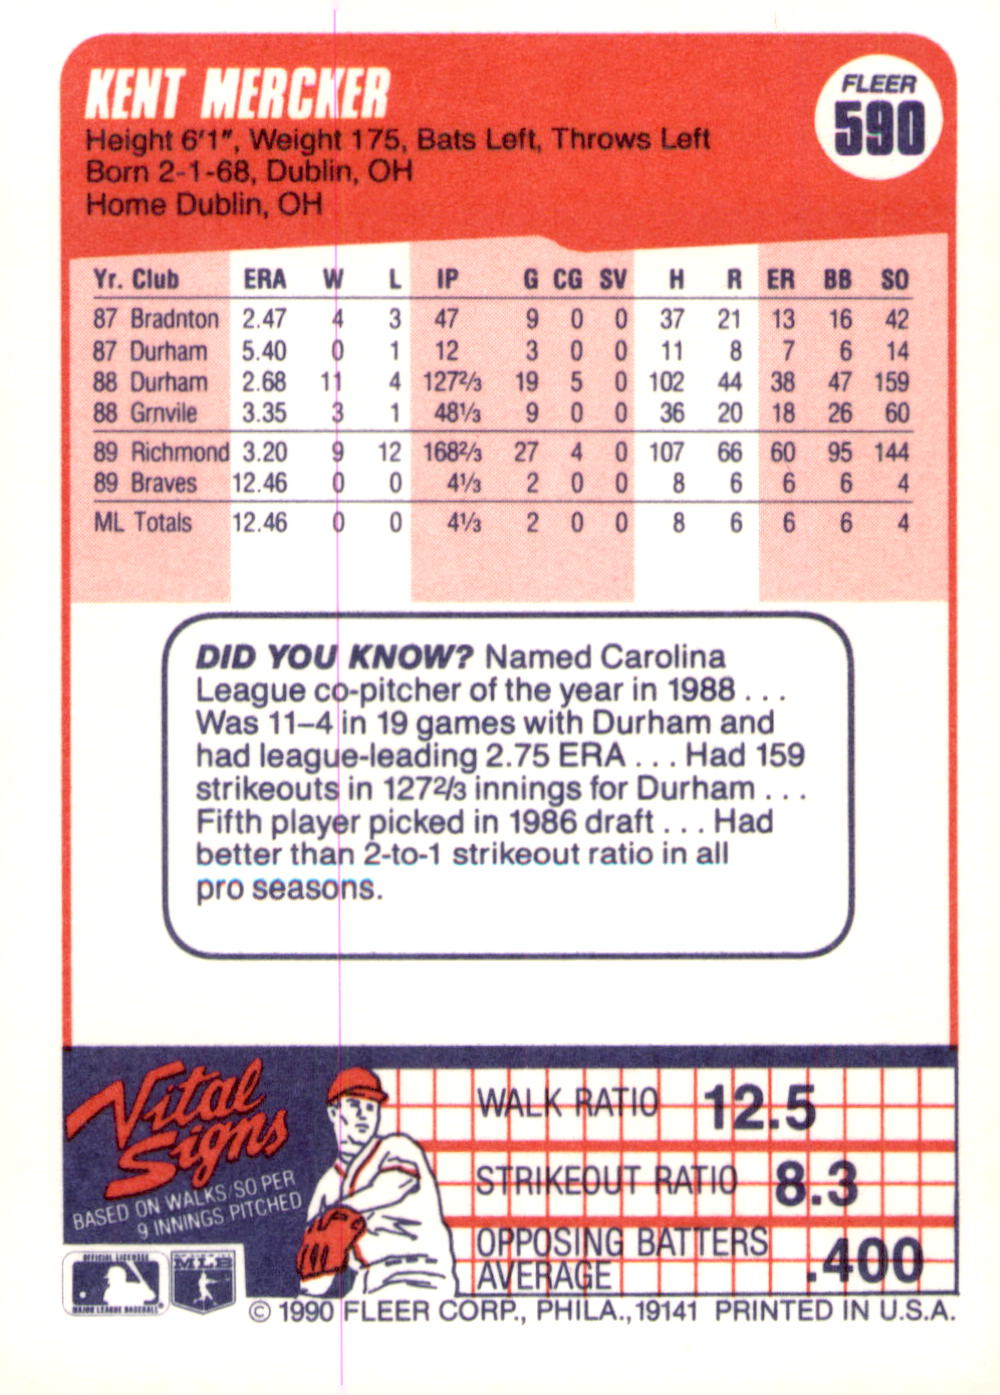 KENT MERCKER
FLEER
590
Height 6'1", Weight 175, Bats Left, Throws Left
Born 2-1-68, Dublin, OH
Home Dublin, OH
Yr. Club ERA W L IP G CG SV H R ER BB SO
87 Bradnton 2.47 4 3 47 9 0 0 37 21 13 16 42
87 Durham 5.40 0 1 12 3 0 0 11 8 7 6 14
88 Durham 2.68 11 4 1272/3 19 5 0 102 44 38 47 159
88 Grnvile 3.35 3 1 481/3 9 0 0 36 20 18 26 60
89 Richmond 3.20 9 12 1682/3 27 4 0 107 66 60 95 144
89 Braves 12.46 0 0 41/3 2 0 0 8 6 6 6 4
ML Totals 12.46 0 0 41/3 2 0 0 8 6 6 6 4
DID YOU KNOW? Named Carolina
League co-pitcher of the year in 1988 . . .
Was 11–4 in 19 games with Durham and
had league-leading 2.75 ERA . . . Had 159
strikeouts in 1272/3 innings for Durham . . .
Fifth player picked in 1986 draft . . . Had
better than 2-to-1 strikeout ratio in all
pro seasons.
Vital
Signs
BASED ON WALKS/SO PER
9 INNINGS PITCHED
WALK RATIO 12.5
STRIKEOUT RATIO 8.3
OPPOSING BATTERS
AVERAGE .400
OFFICIAL LICENSEE
MAJOR LEAGUE BASEBALL
MLB
© 1990 FLEER CORP., PHILA., 19141 PRINTED IN U.S.A.